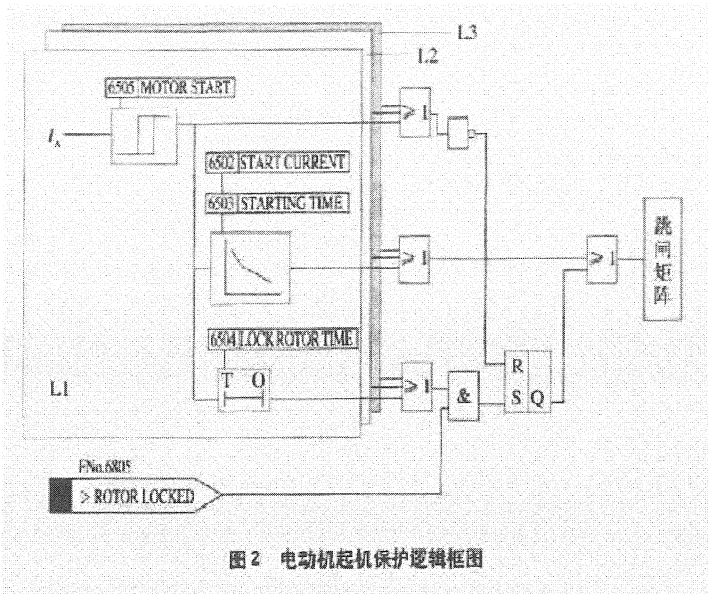 L3
L2
6505 MOTOR START
≥1
I_A
6502 START CURRENT
6503 STARTING TIME
≥1
≥1
跳闸矩阵
6504 LOCK ROTOR TIME
T O
≥1
R
L1
&
S Q
FNo.6805
> ROTOR LOCKED
图2 电动机起机保护逻辑框图